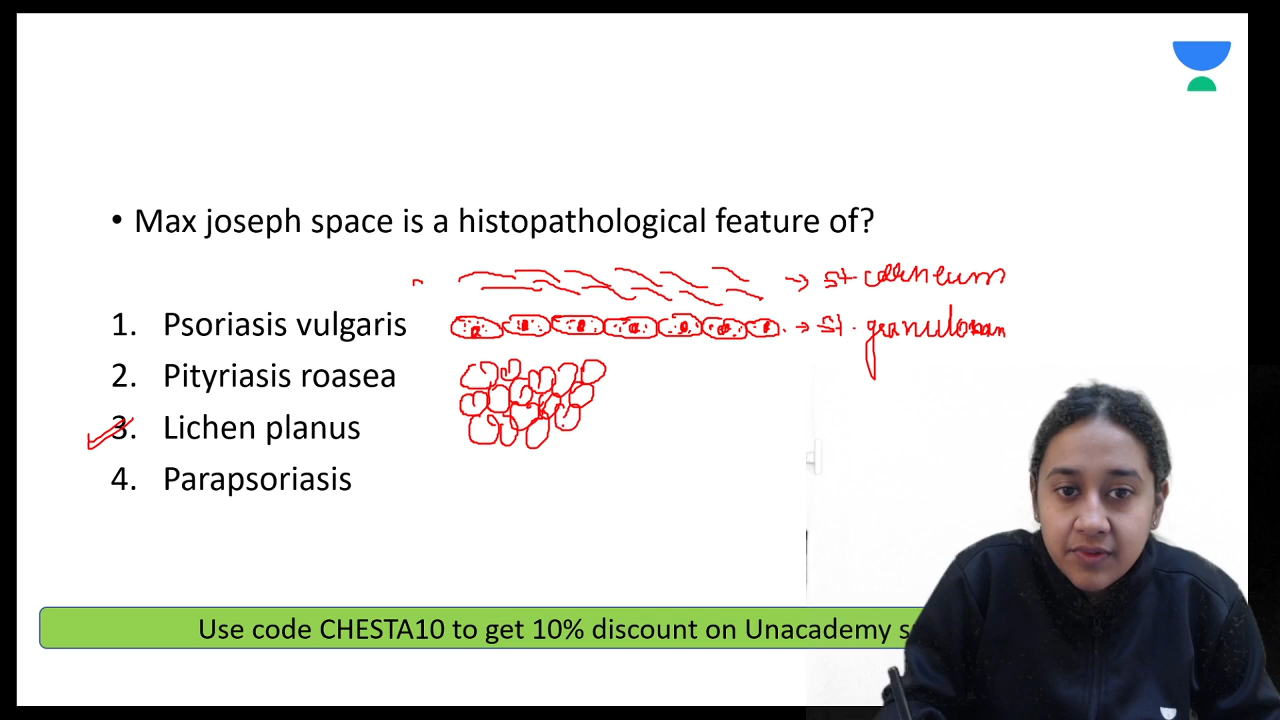 • Max joseph space is a histopathological feature of?
→ st corneum
1. Psoriasis vulgaris
→ st. granulosum
2. Pityriasis roasea
3. Lichen planus
4. Parapsoriasis
Use code CHESTA10 to get 10% discount on Unacademy s